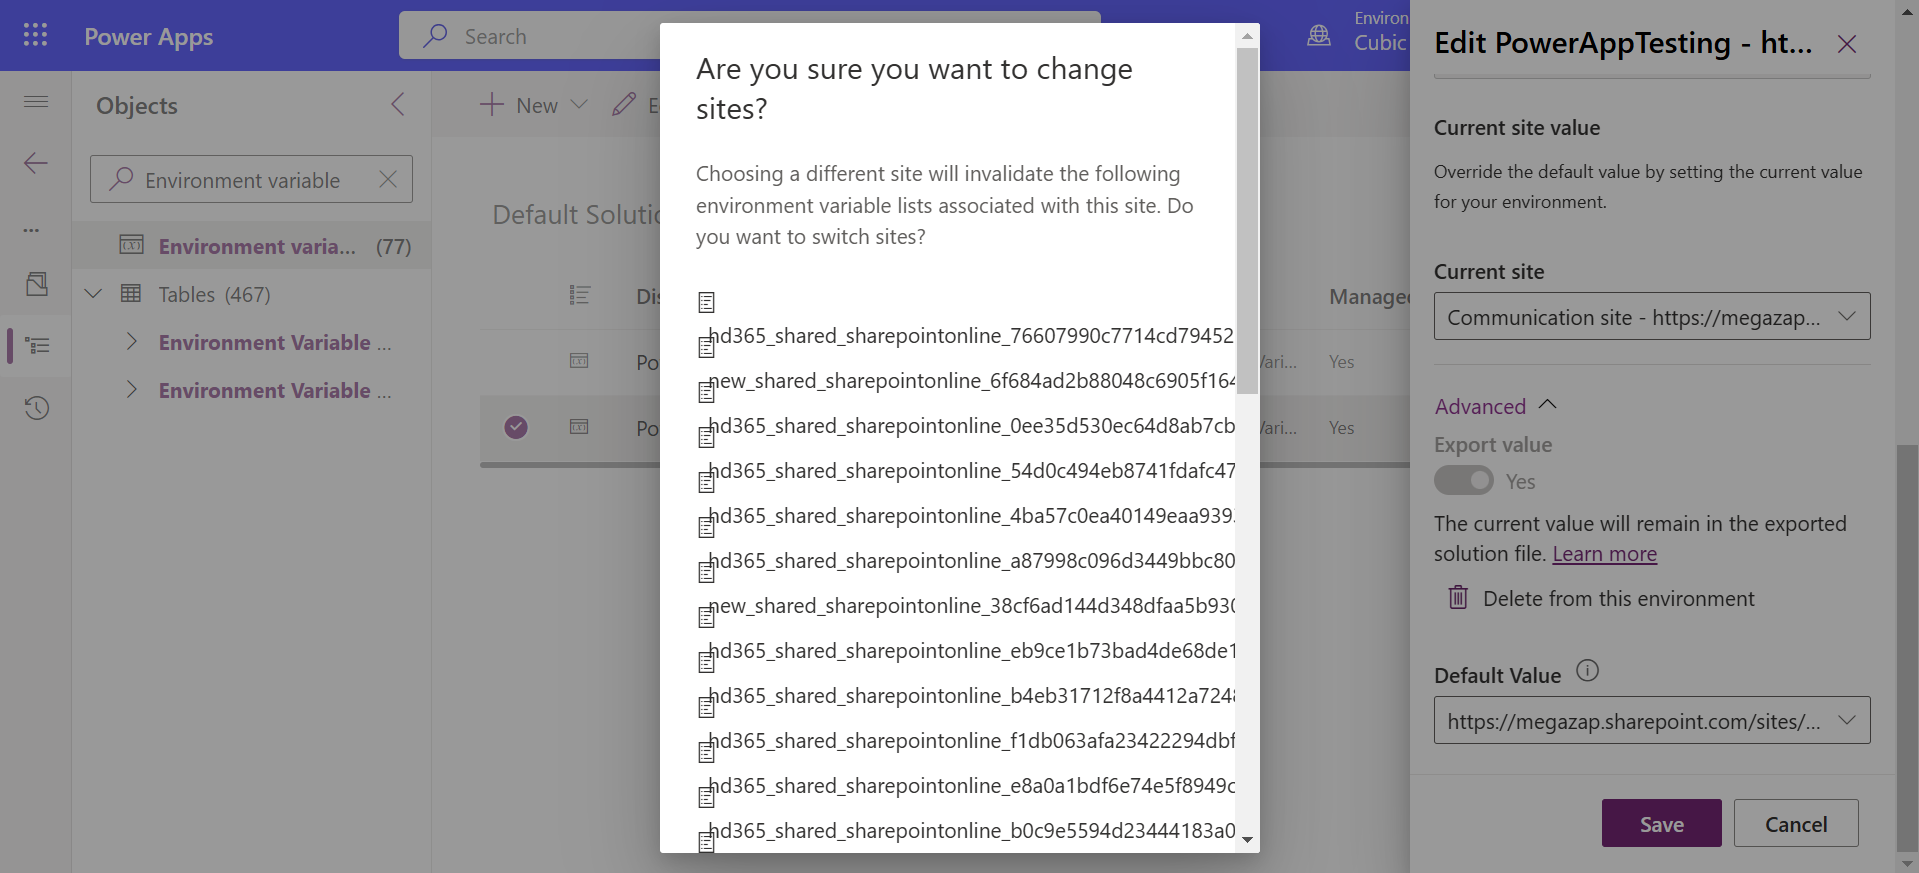 Power Apps
Search
Environ
Cubic
Objects
Environment variable
Environment varia... (77)
Tables (467)
Environment Variable ...
Environment Variable ...
New
Default Solutio
Dis
Managed
Po
Vari...
Yes
Po
Vari...
Yes
Are you sure you want to change
sites?
Choosing a different site will invalidate the following
environment variable lists associated with this site. Do
you want to switch sites?
hd365_shared_sharepointonline_76607990c7714cd79452
new_shared_sharepointonline_6f684ad2b88048c6905f164
hd365_shared_sharepointonline_0ee35d530ec64d8ab7cb
hd365_shared_sharepointonline_54d0c494eb8741fdafc47
hd365_shared_sharepointonline_4ba57c0ea40149eaa9393
hd365_shared_sharepointonline_a87998c096d3449bbc80
new_shared_sharepointonline_38cf6ad144d348dfaa5b930
hd365_shared_sharepointonline_eb9ce1b73bad4de68de1
hd365_shared_sharepointonline_b4eb31712f8a4412a7248
hd365_shared_sharepointonline_f1db063afa23422294dbf
hd365_shared_sharepointonline_e8a0a1bdf6e74e5f8949c
hd365_shared_sharepointonline_b0c9e5594d23444183a0
Edit PowerAppTesting - ht...
Current site value
Override the default value by setting the current value
for your environment.
Current site
Communication site - https://megazap...
Advanced
Export value
Yes
The current value will remain in the exported
solution file. Learn more
Delete from this environment
Default Value
https://megazap.sharepoint.com/sites/...
Save
Cancel